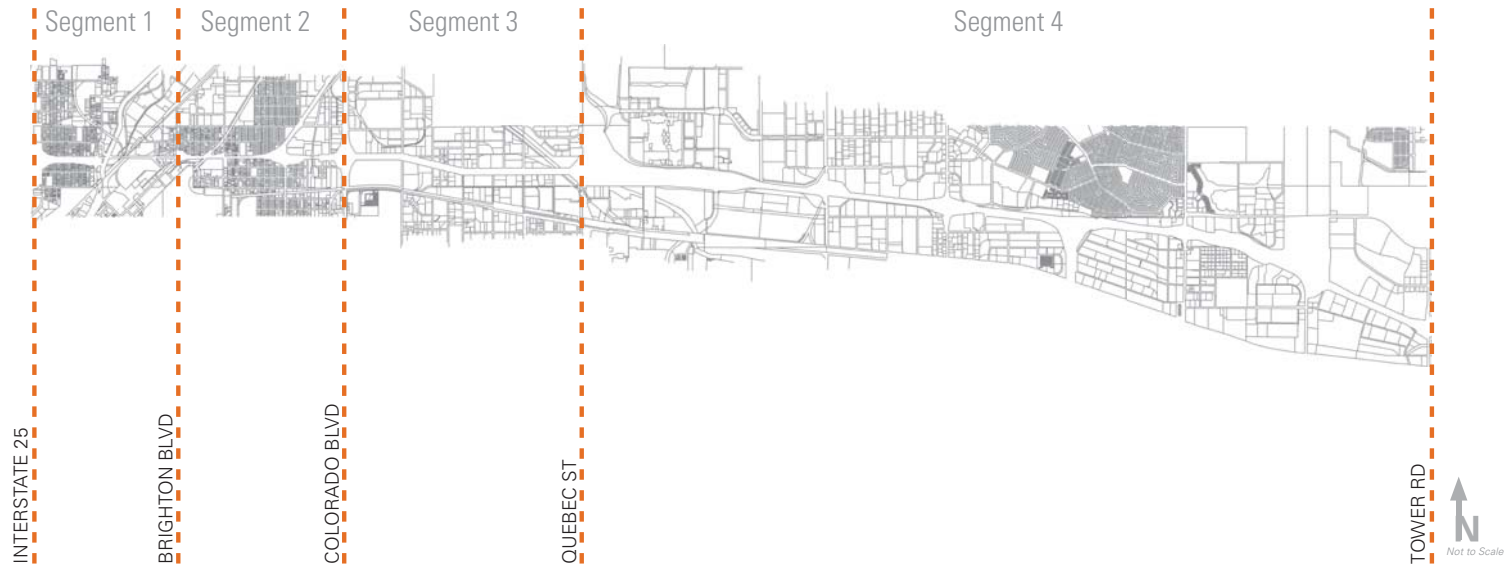 Segment 1
Segment 2
Segment 3
Segment 4
INTERSTATE 25
BRIGHTON BLVD
COLORADO BLVD
QUEBEC ST
TOWER RD
N
Not to Scale